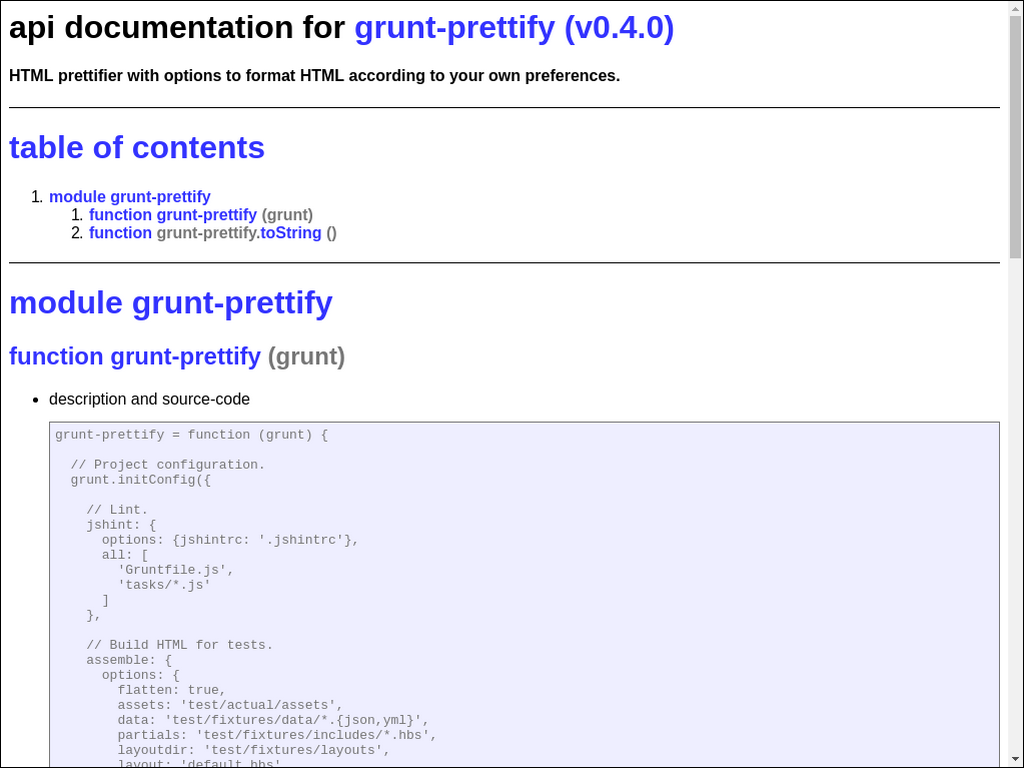 api documentation for grunt-prettify (v0.4.0)
HTML prettifier with options to format HTML according to your own preferences.
table of contents
1. module grunt-prettify
1. function grunt-prettify (grunt)
2. function grunt-prettify.toString ()
module grunt-prettify
function grunt-prettify (grunt)
• description and source-code
grunt-prettify = function (grunt) {
// Project configuration.
grunt.initConfig({
// Lint.
jshint: {
options: {jshintrc: '.jshintrc'},
all: [
'Gruntfile.js',
'tasks/*.js'
]
},
// Build HTML for tests.
assemble: {
options: {
flatten: true,
assets: 'test/actual/assets',
data: 'test/fixtures/data/*.{json,yml}',
partials: 'test/fixtures/includes/*.hbs',
layoutdir: 'test/fixtures/layouts',
layout: 'default.hbs'